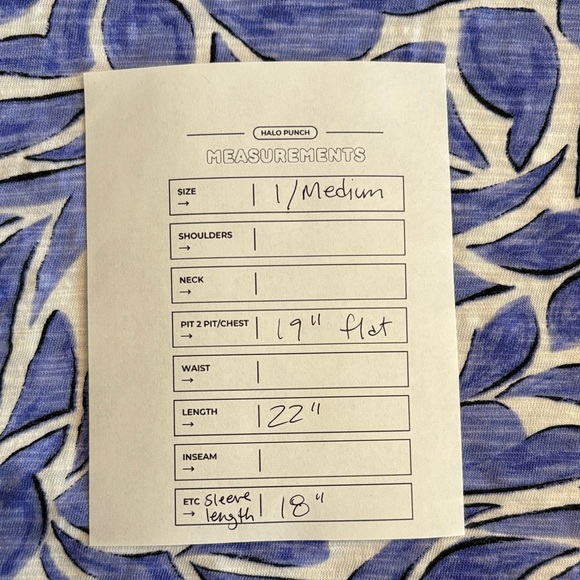 HALO PUNCH
MEASUREMENTS
SIZE → | 1/Medium
SHOULDERS → |
NECK → |
PIT 2 PIT/CHEST → | 19" flat
WAIST → |
LENGTH → | 22"
INSEAM → |
ETC → sleeve length | 18"